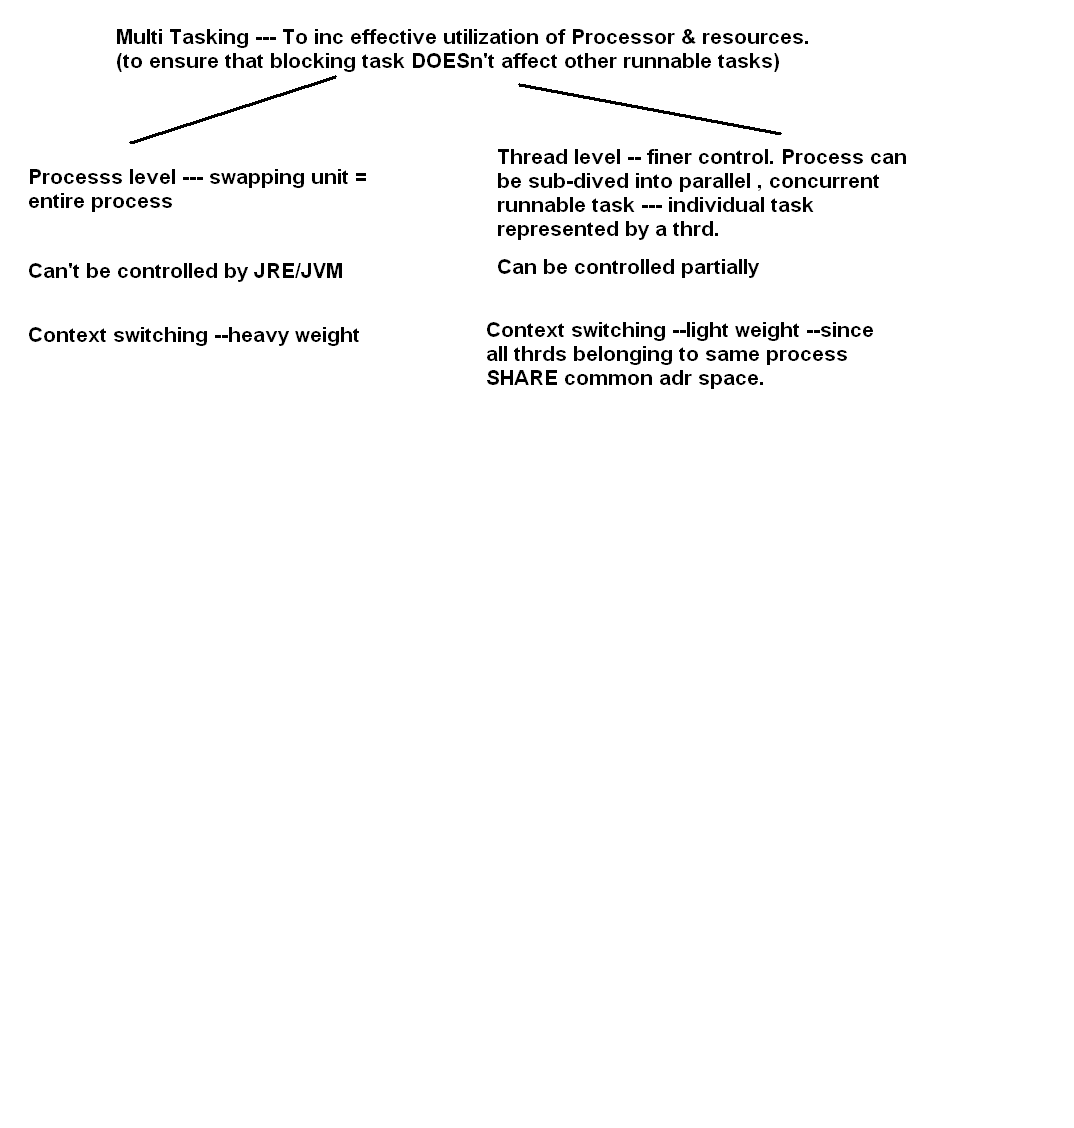 Multi Tasking --- To inc effective utilization of Processor & resources.
(to ensure that blocking task DOESn't affect other runnable tasks)
Processs level --- swapping unit =
entire process
Can't be controlled by JRE/JVM
Context switching --heavy weight
Thread level -- finer control. Process can
be sub-dived into parallel , concurrent
runnable task --- individual task
represented by a thrd.
Can be controlled partially
Context switching --light weight --since
all thrds belonging to same process
SHARE common adr space.